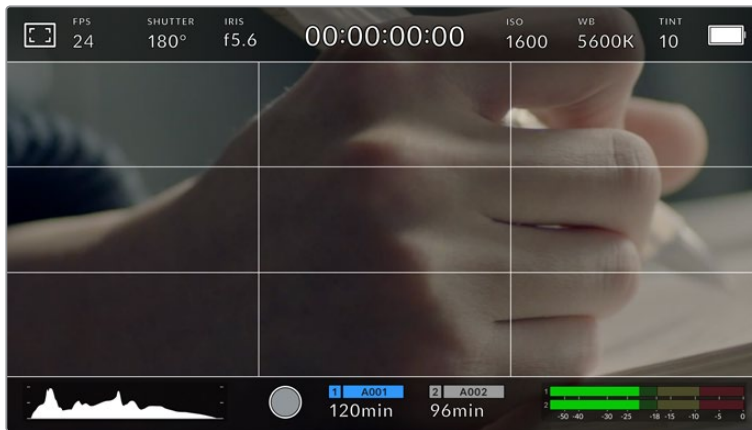 FPS SHUTTER IRIS ISO WB TINT
24 180° f5.6 00:00:00:00 1600 5600K 10
1 A001 2 A002
120min 96min
1
2
-50 -40 -30 -25 -18 -15 -10 -5 0